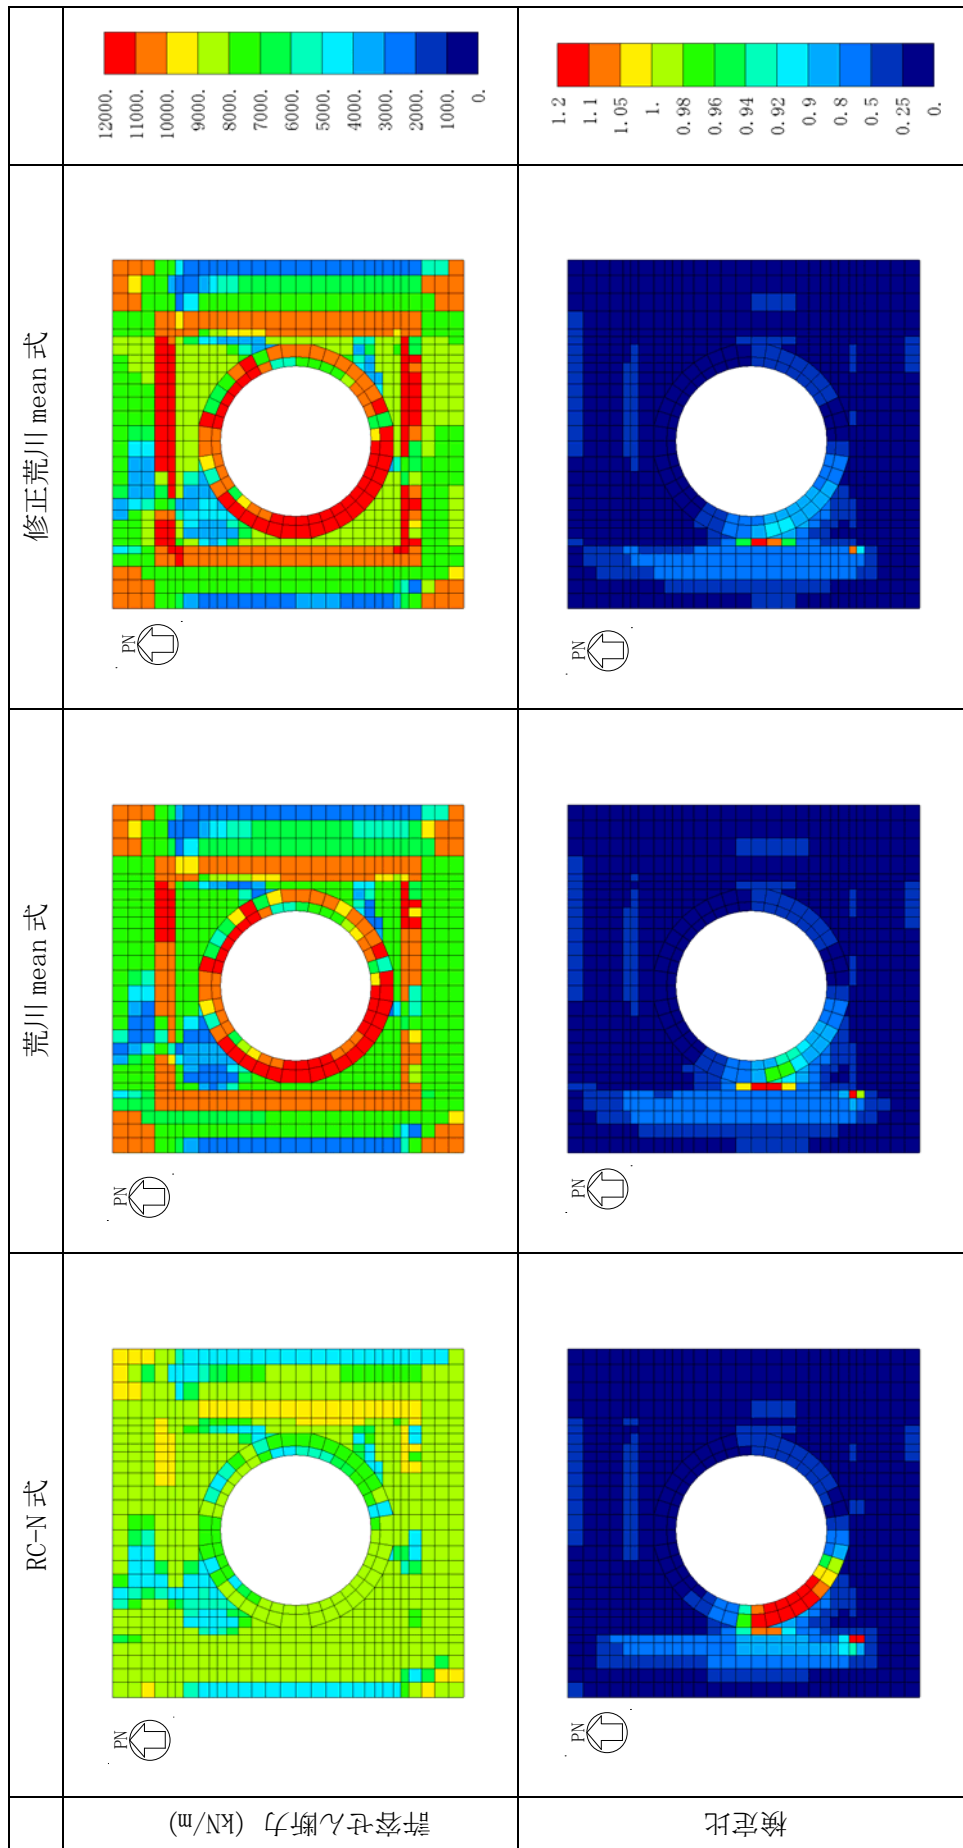 RC-N 式
荒川 mean 式
修正荒川 mean 式
許容せん断力 (kN/m)
PN
PN
PN
12000.
11000.
10000.
9000.
8000.
7000.
6000.
5000.
4000.
3000.
2000.
1000.
0.
検定比
PN
PN
PN
1.2
1.1
1.05
1.
0.98
0.96
0.94
0.92
0.9
0.8
0.5
0.25
0.